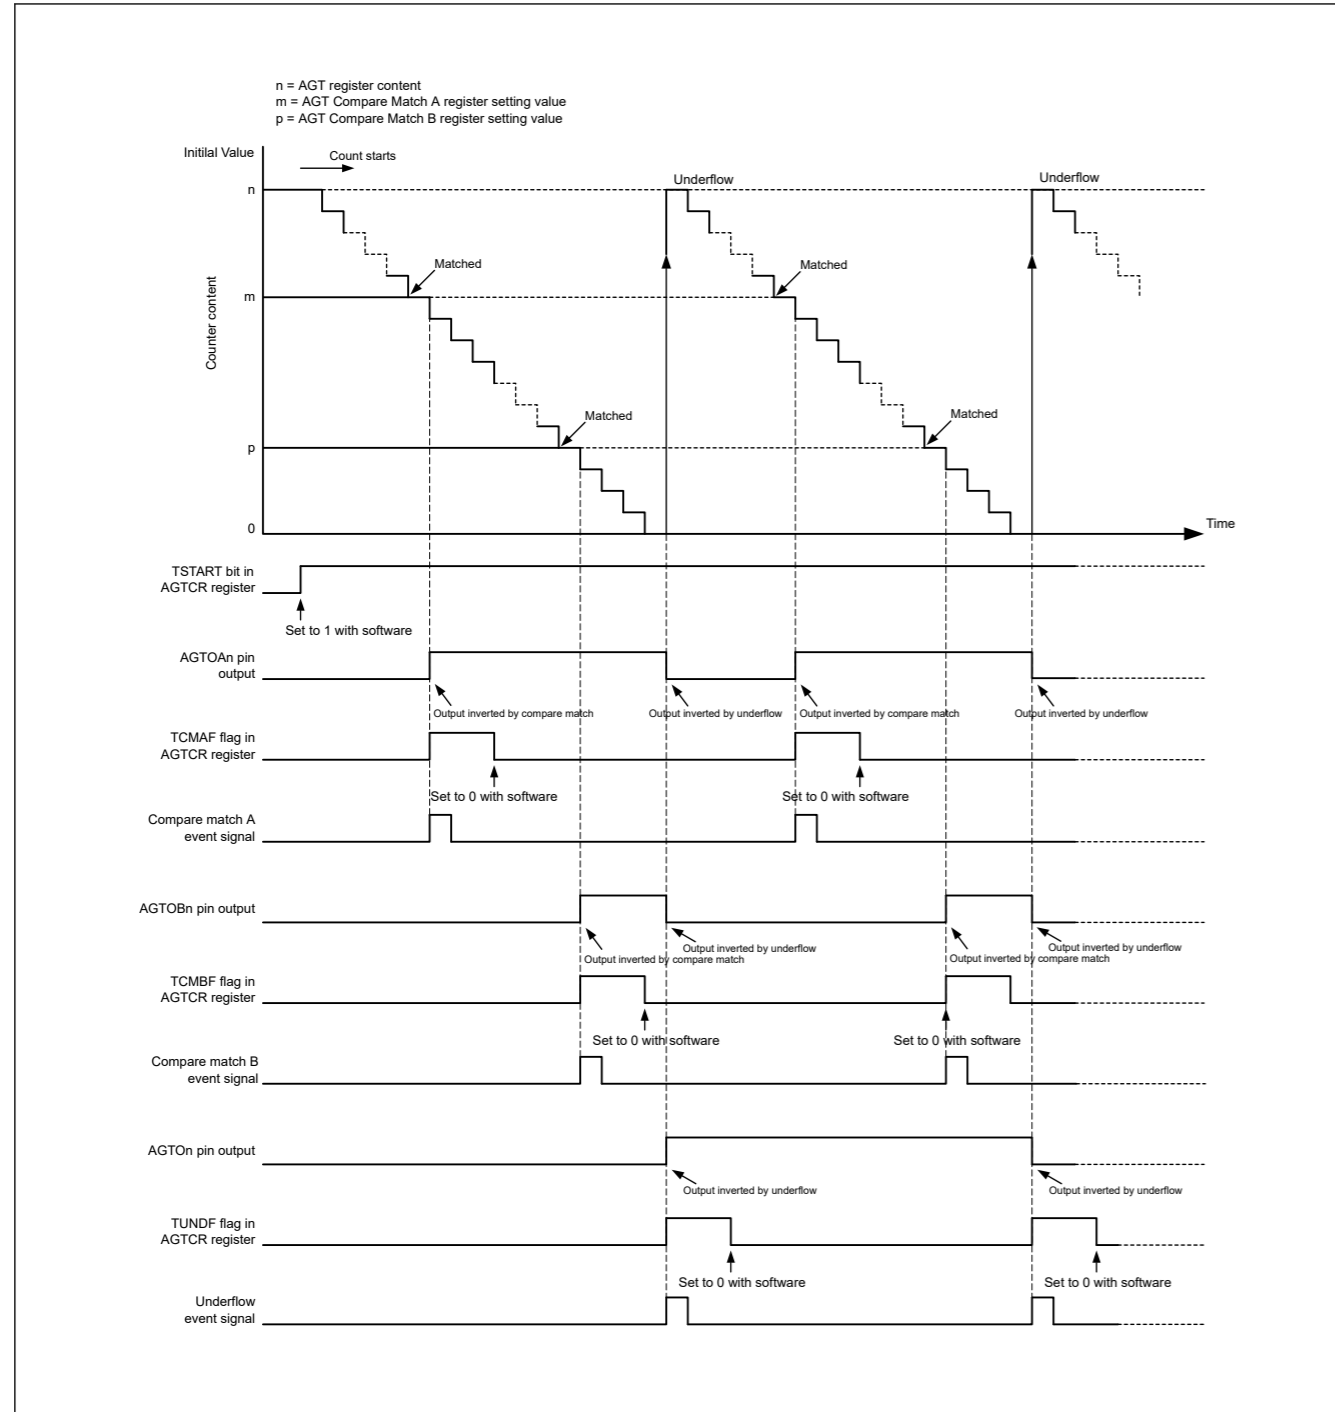 n = AGT register content
m = AGT Compare Match A register setting value
p = AGT Compare Match B register setting value
Initilal Value
Count starts
Underflow
Underflow
n
Matched
Matched
m
Counter content
Matched
Matched
p
0
Time
TSTART bit in
AGTCR register
Set to 1 with software
AGTOAn pin
output
Output inverted by compare match
Output inverted by underflow
Output inverted by compare match
Output inverted by underflow
TCMAF flag in
AGTCR register
Set to 0 with software
Set to 0 with software
Compare match A
event signal
AGTOBn pin output
Output inverted by underflow
Output inverted by underflow
Output inverted by compare match
Output inverted by compare match
TCMBF flag in
AGTCR register
Set to 0 with software
Set to 0 with software
Compare match B
event signal
AGTOn pin output
Output inverted by underflow
Output inverted by underflow
TUNDF flag in
AGTCR register
Set to 0 with software
Set to 0 with software
Underflow
event signal